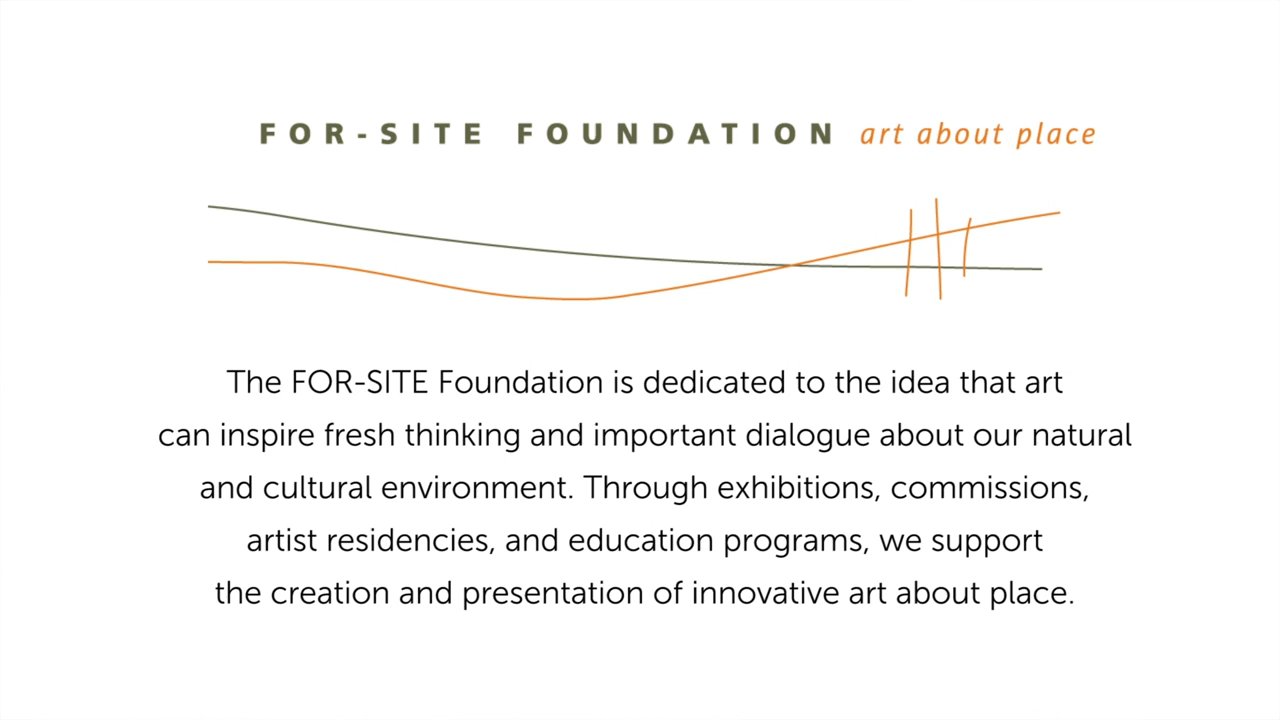 FOR-SITE FOUNDATION art about place
The FOR-SITE Foundation is dedicated to the idea that art
can inspire fresh thinking and important dialogue about our natural
and cultural environment. Through exhibitions, commissions,
artist residencies, and education programs, we support
the creation and presentation of innovative art about place.